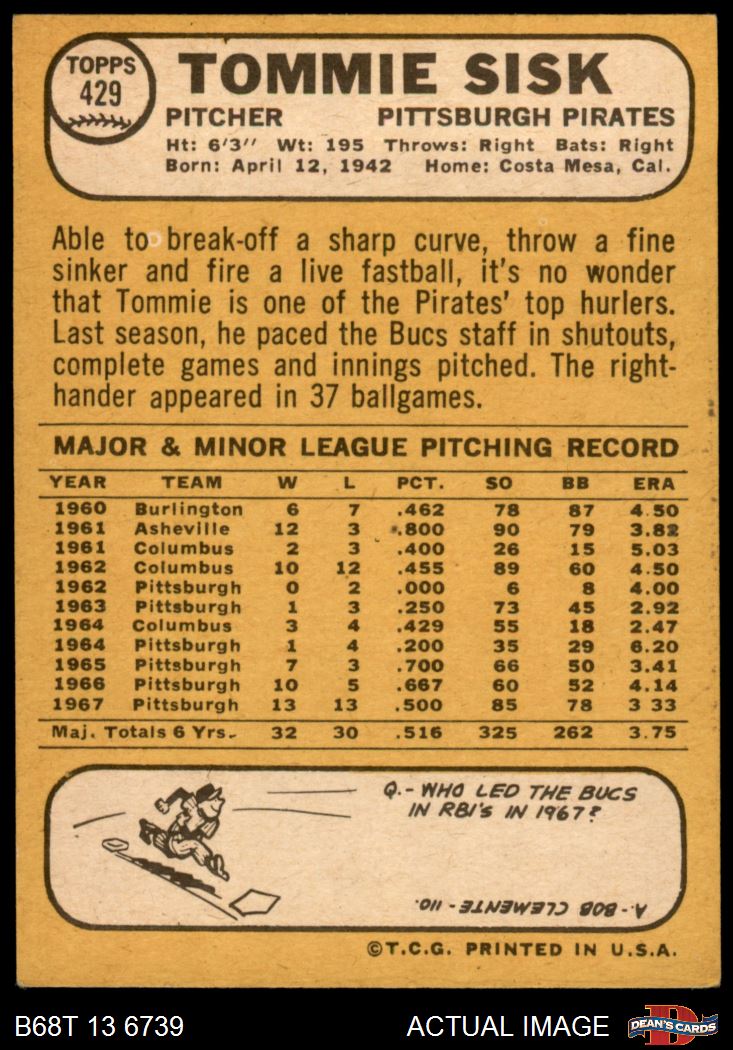 TOPPS
429
TOMMIE SISK
PITCHER PITTSBURGH PIRATES
Ht: 6'3" Wt: 195 Throws: Right Bats: Right
Born: April 12, 1942 Home: Costa Mesa, Cal.
Able to break-off a sharp curve, throw a fine
sinker and fire a live fastball, it's no wonder
that Tommie is one of the Pirates' top hurlers.
Last season, he paced the Bucs staff in shutouts,
complete games and innings pitched. The right-
hander appeared in 37 ballgames.
MAJOR & MINOR LEAGUE PITCHING RECORD
YEAR TEAM W L PCT. SO BB ERA
1960 Burlington 6 7 .462 78 87 4.50
1961 Asheville 12 3 .800 90 79 3.82
1961 Columbus 2 3 .400 26 15 5.03
1962 Columbus 10 12 .455 89 60 4.50
1962 Pittsburgh 0 2 .000 6 8 4.00
1963 Pittsburgh 1 3 .250 73 45 2.92
1964 Columbus 3 4 .429 55 18 2.47
1964 Pittsburgh 1 4 .200 35 29 6.20
1965 Pittsburgh 7 3 .700 66 50 3.41
1966 Pittsburgh 10 5 .667 60 52 4.14
1967 Pittsburgh 13 13 .500 85 78 3 33
Maj. Totals 6 Yrs. 32 30 .516 325 262 3.75
Q.- WHO LED THE BUCS
IN RBI'S IN 1967?
A.- BOB CLEMENTE - 110.
©T.C.G. PRINTED IN U.S.A.
B68T 13 6739 ACTUAL IMAGE D DEAN'S CARDS